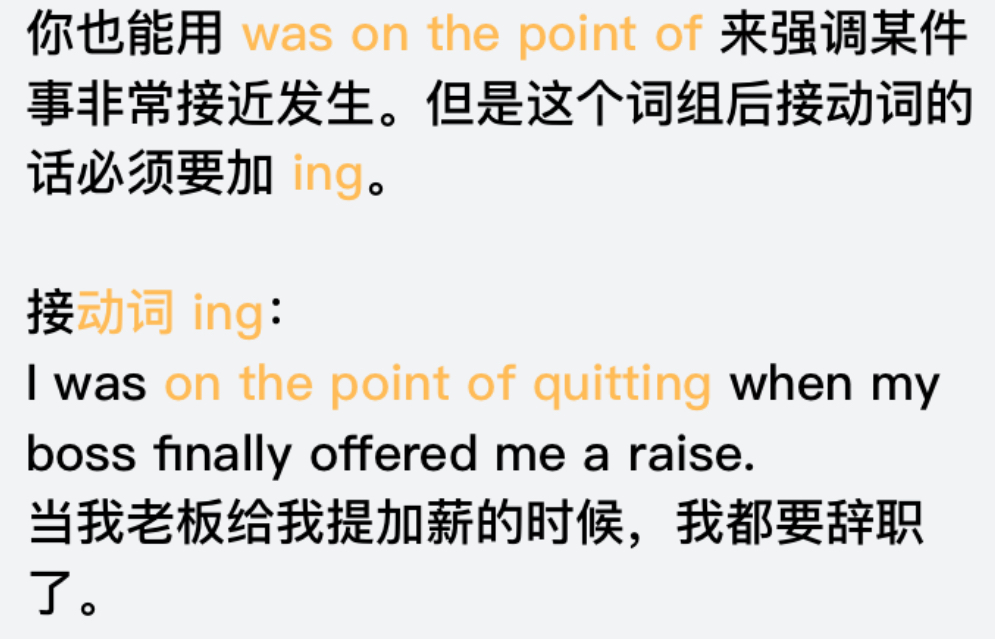 你也能用 was on the point of 来强调某件
事非常接近发生。但是这个词组后接动词的
话必须要加 ing。
接动词 ing：
I was on the point of quitting when my
boss finally offered me a raise.
当我老板给我提加薪的时候，我都要辞职
了。